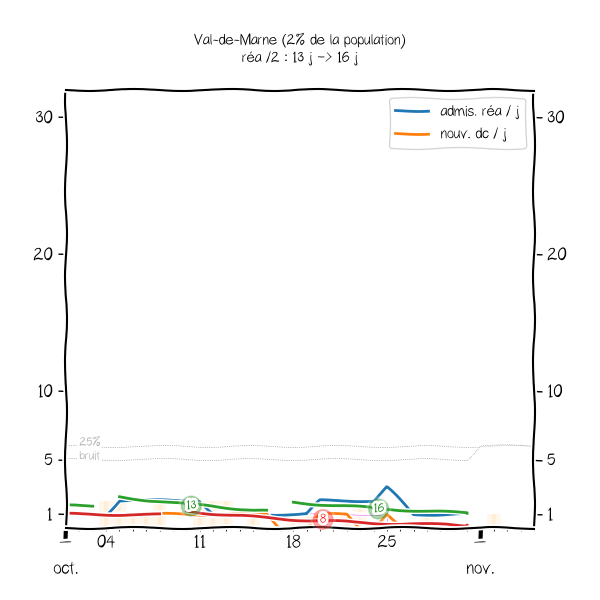 Val-de-Marne (2% de la population)
réa /2 : 13 j -> 16 j
admis. réa / j
nouv. dc / j
30 30
20 20
10 10
25%
bruit
5 5
13
16
8
1 1
04 11 18 25
oct. nov.